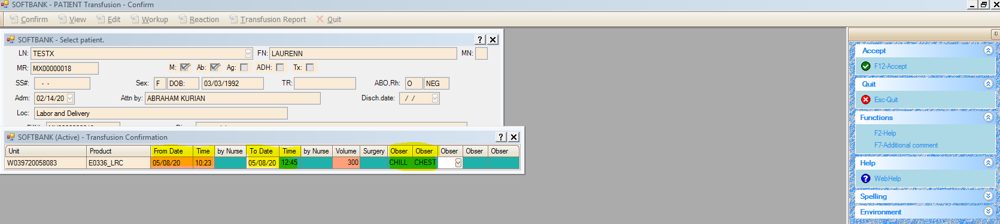 SOFTBANK - PATIENT Transfusion - Confirm
Confirm View Edit Workup Reaction Transfusion Report Quit
SOFTBANK - Select patient.
LN: TESTX FN: LAURENN MN:
MR: MX00000018 M: Ab: Ag: ADH: Tx:
SS#: - - Sex: F DOB: 03/03/1992 TR: ABO,Rh: O NEG
Adm: 02/14/20 Attn by: ABRAHAM KURIAN Disch.date: / /
Loc: Labor and Delivery
SOFTBANK (Active) - Transfusion Confirmation
Unit Product From Date Time by Nurse To Date Time by Nurse Volume Surgery Obser Obser Obser Obser Obser
W039720058083 E0336_LRC 05/08/20 10:23 05/08/20 12:45 300 CHILL CHEST
Accept
F12-Accept
Quit
Esc-Quit
Functions
F2-Help
F7-Additional comment
Help
WebHelp
Spelling
Environment